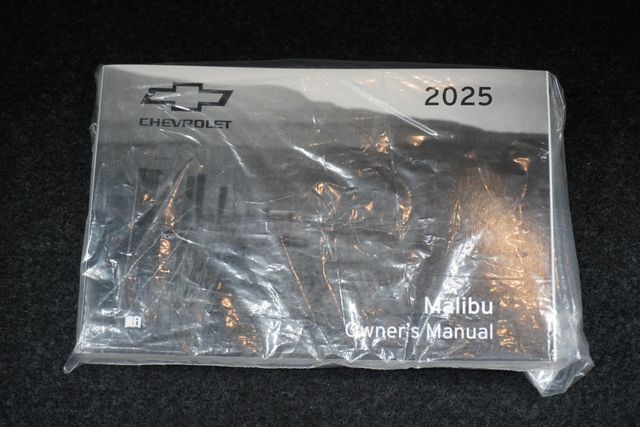 CHEVROLET
2025
Malibu
Owner's Manual